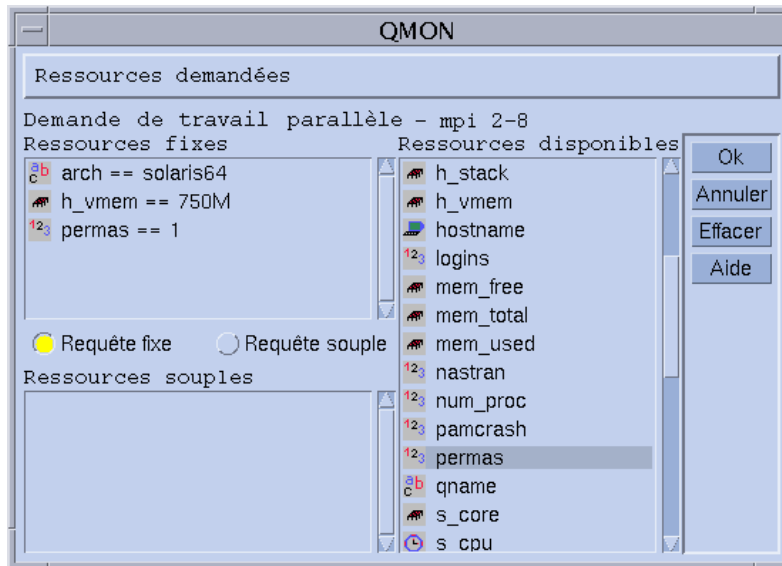 QMON
Ressources demandées
Demande de travail parallèle – mpi 2-8
Ressources fixes
arch == solaris64
h_vmem == 750M
permas == 1
Requête fixe
Requête souple
Ressources souples
Ressources disponibles
h_stack
h_vmem
hostname
logins
mem_free
mem_total
mem_used
nastran
num_proc
pamcrash
permas
qname
s_core
s_cpu
Ok
Annuler
Effacer
Aide